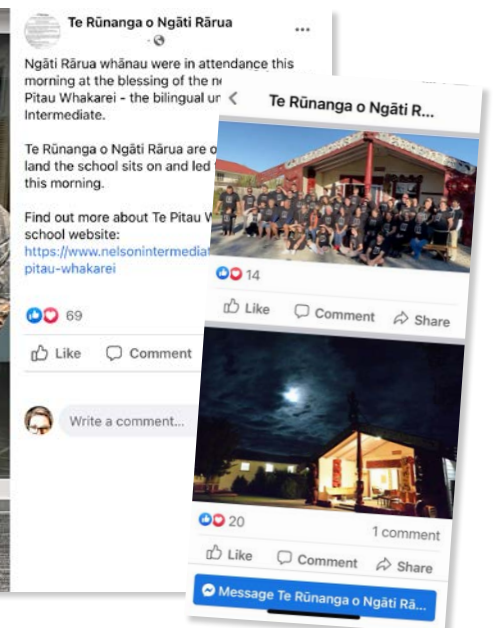 Te Rūnanga o Ngāti Rārua
Ngāti Rārua whānau were in attendance this
morning at the blessing of the
Pitau Whakarei - the bilingual
Intermediate.
Te Rūnanga o Ngāti Rārua are
land the school sits on and led
this morning.
Find out more about Te Pitau
school website:
https://www.nelsonintermediat
pitau-whakarei
69
Like Comment
Write a comment...
Te Rūnanga o Ngāti R...
14
Like Comment Share
20 1 comment
Like Comment Share
Message Te Rūnanga o Ngāti Rā...